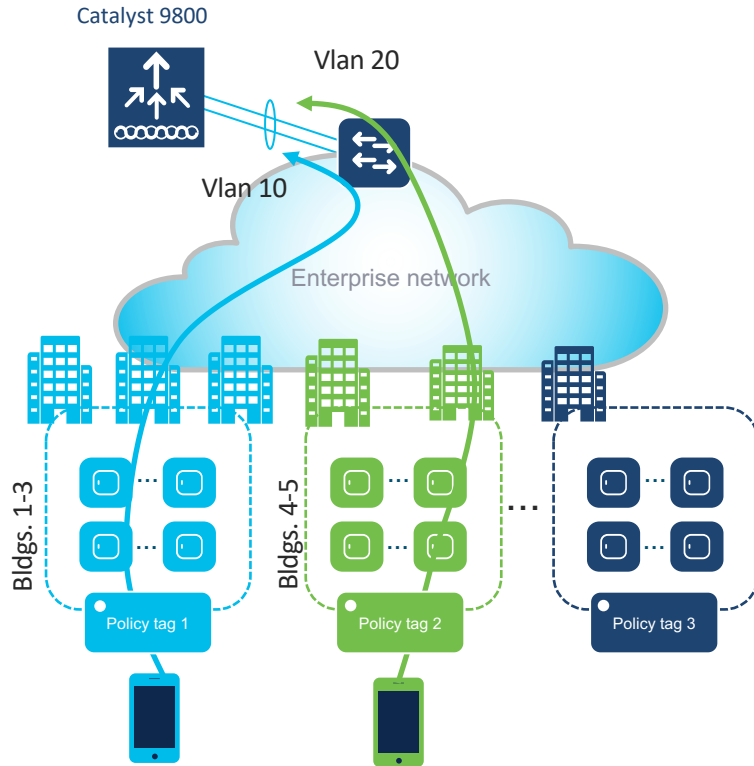 Catalyst 9800
Vlan 20
Vlan 10
Enterprise network
Bldgs. 1-3
Bldgs. 4-5
...
Policy tag 1
Policy tag 2
Policy tag 3